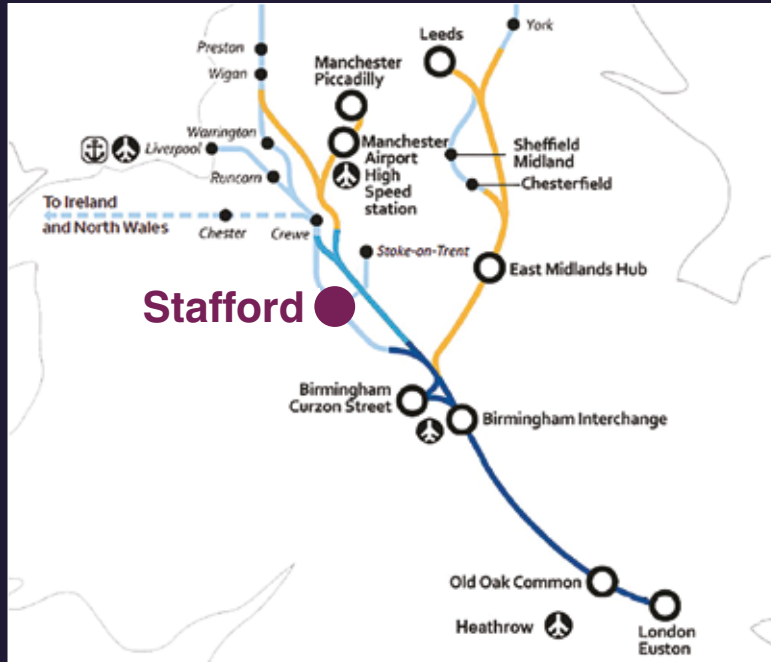 York
Leeds
Preston
Wigan
Manchester
Piccadilly
Warrington
Liverpool
Manchester
Airport
High
Speed
station
Sheffield
Midland
Runcorn
Chesterfield
To Ireland
and North Wales
Chester
Crewe
Stoke-on-Trent
East Midlands Hub
Stafford
Birmingham
Curzon Street
Birmingham Interchange
Old Oak Common
Heathrow
London
Euston